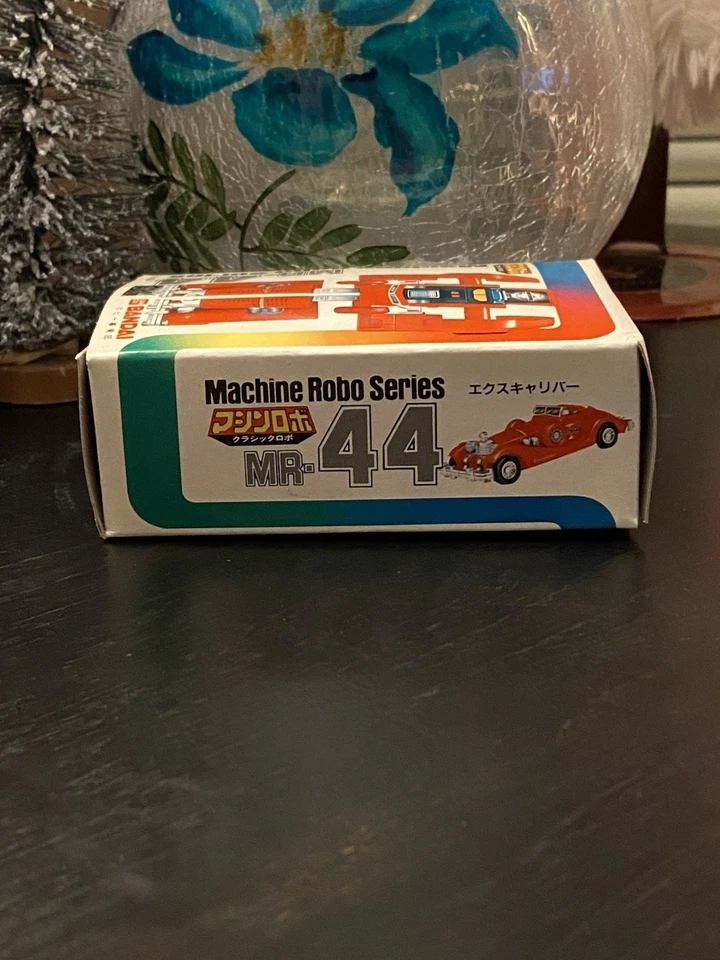 BANDAI
Machine Robo Series
エクスキャリバー
マシンロボ
クラシックロボ
MR-44